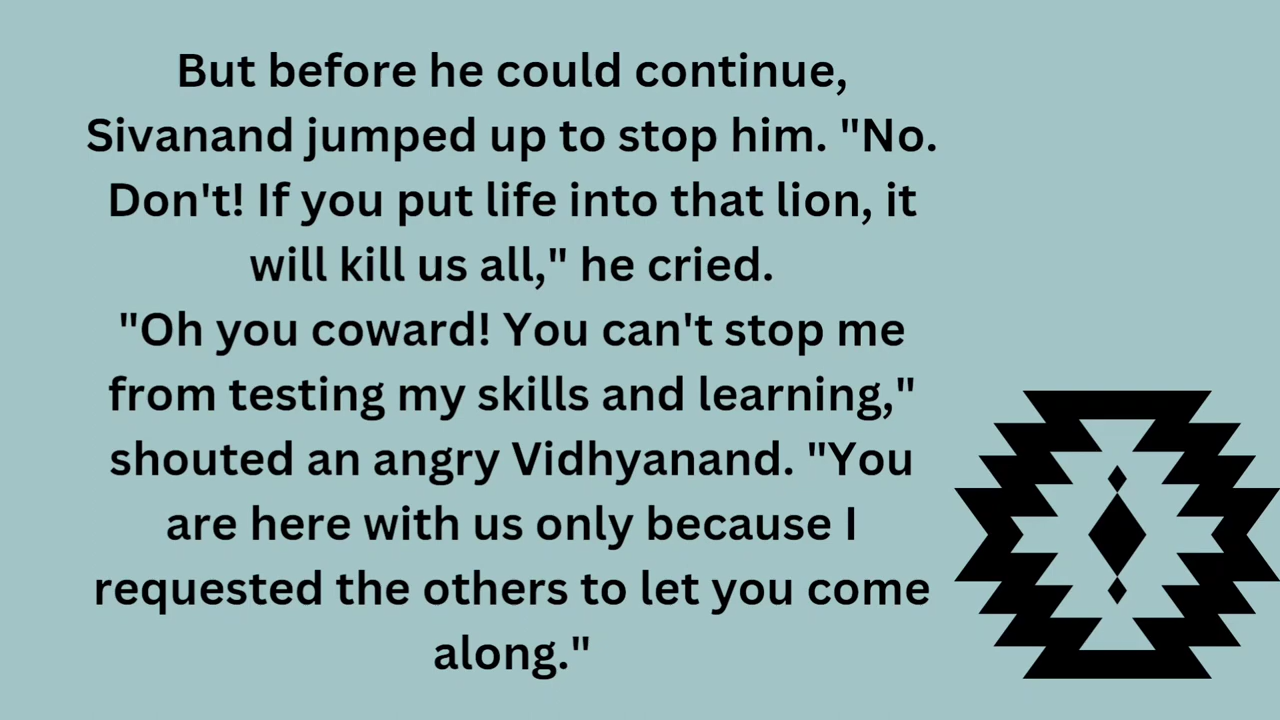 But before he could continue,
Sivanand jumped up to stop him. "No.
Don't! If you put life into that lion, it
will kill us all," he cried.
"Oh you coward! You can't stop me
from testing my skills and learning,"
shouted an angry Vidhyanand. "You
are here with us only because I
requested the others to let you come
along."